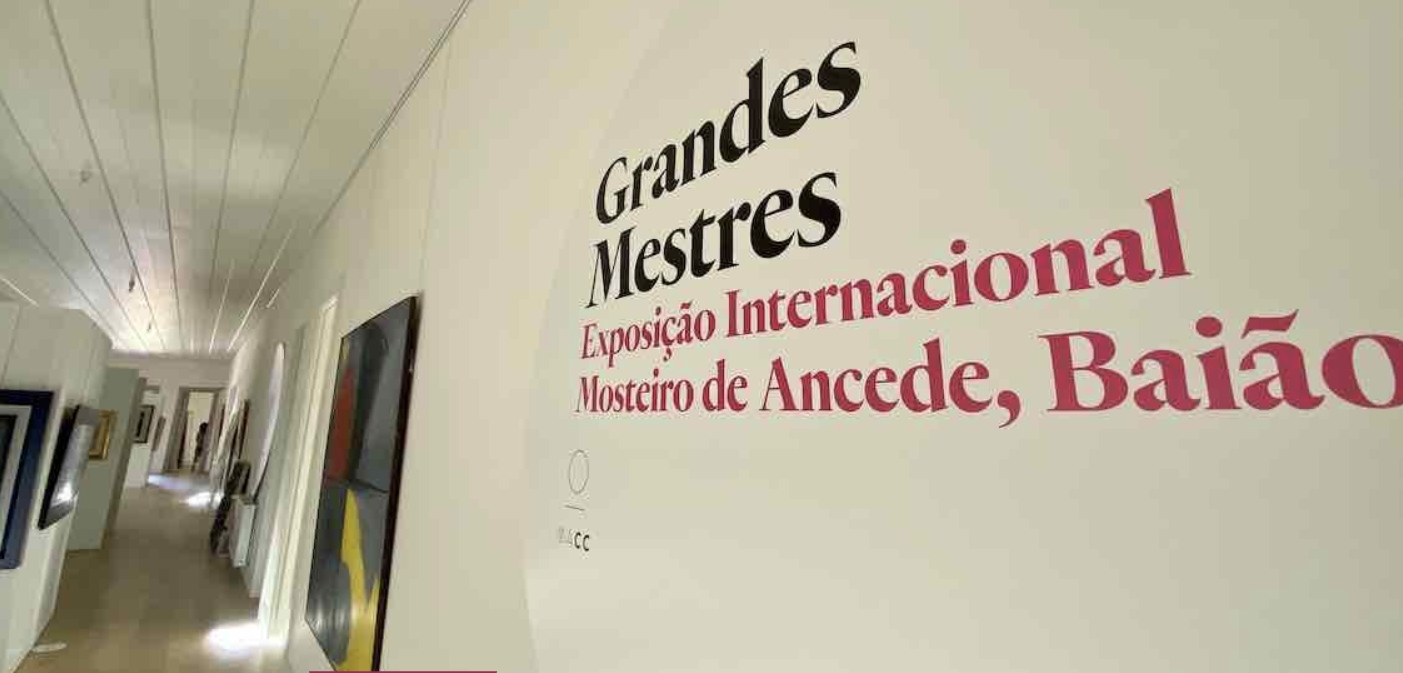 Grandes
Mestres
Exposição Internacional
Mosteiro de Ancede, Baião